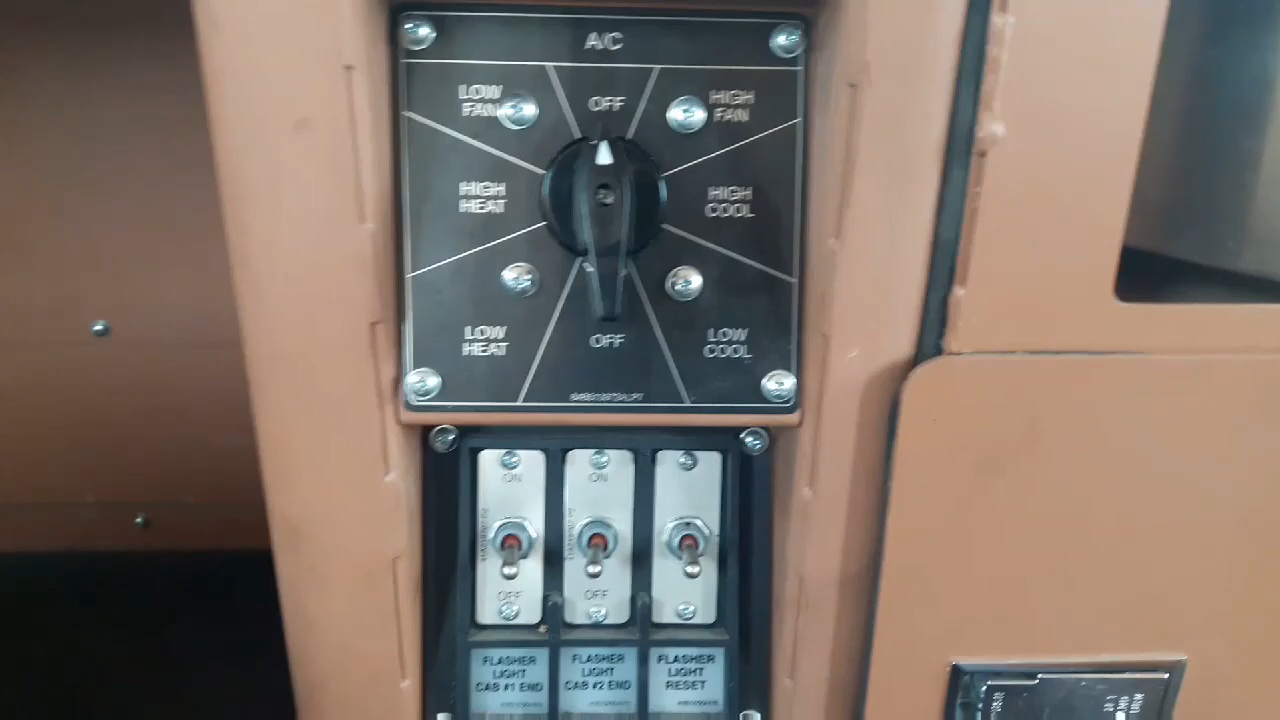 A/C
LOW
FAN
OFF
HIGH
FAN
HIGH
HEAT
HIGH
COOL
LOW
HEAT
OFF
LOW
COOL
ON
ON
OFF
OFF
FLASHER
LIGHT
CAB #1 END
FLASHER
LIGHT
CAB #2 END
FLASHER
LIGHT
RESET